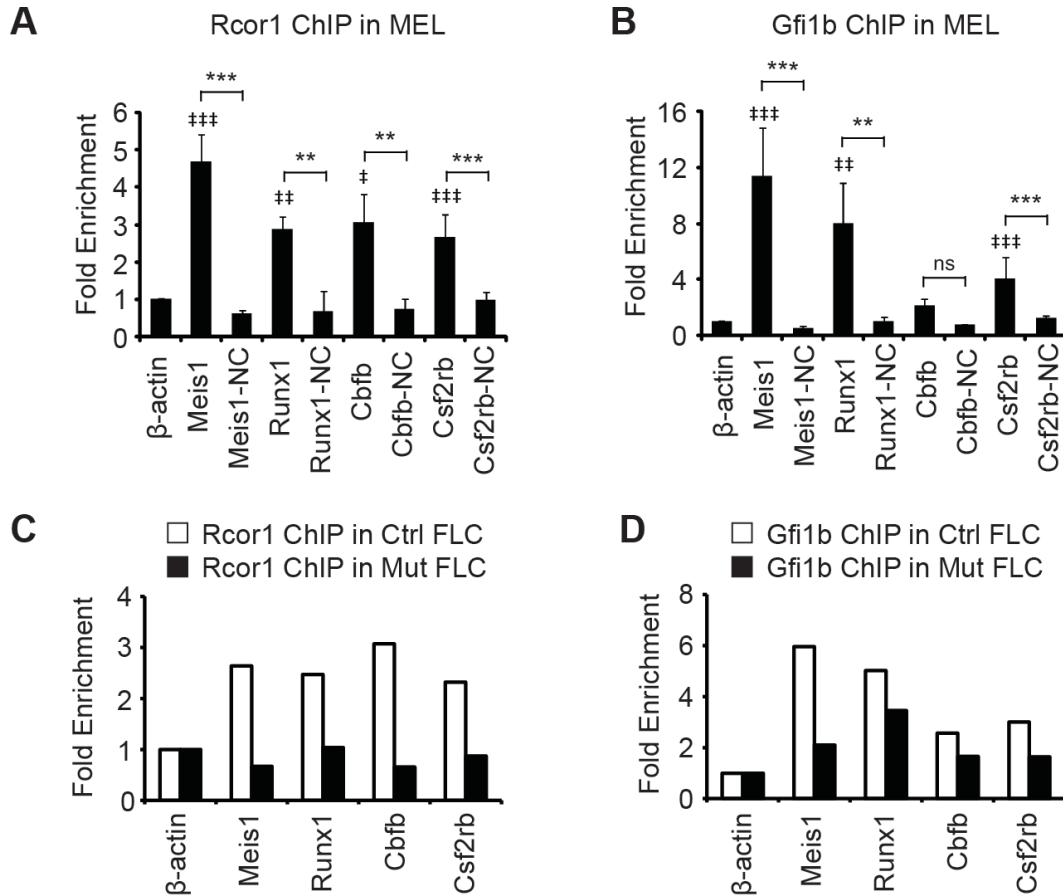 A
Rcor1 ChIP in MEL
Fold Enrichment
6
5
4
3
2
1
0
‡‡‡
***
‡‡
**
‡
**
‡‡‡
***
β-actin
Meis1
Meis1-NC
Runx1
Runx1-NC
Cbfb
Cbfb-NC
Csf2rb
Csf2rb-NC
B
Gfi1b ChIP in MEL
Fold Enrichment
16
12
8
4
0
‡‡‡
***
‡‡
**
ns
‡‡‡
***
β-actin
Meis1
Meis1-NC
Runx1
Runx1-NC
Cbfb
Cbfb-NC
Csf2rb
Csf2rb-NC
C
Rcor1 ChIP in Ctrl FLC
Rcor1 ChIP in Mut FLC
Fold Enrichment
4
3
2
1
0
β-actin
Meis1
Runx1
Cbfb
Csf2rb
D
Gfi1b ChIP in Ctrl FLC
Gfi1b ChIP in Mut FLC
Fold Enrichment
8
6
4
2
0
β-actin
Meis1
Runx1
Cbfb
Csf2rb